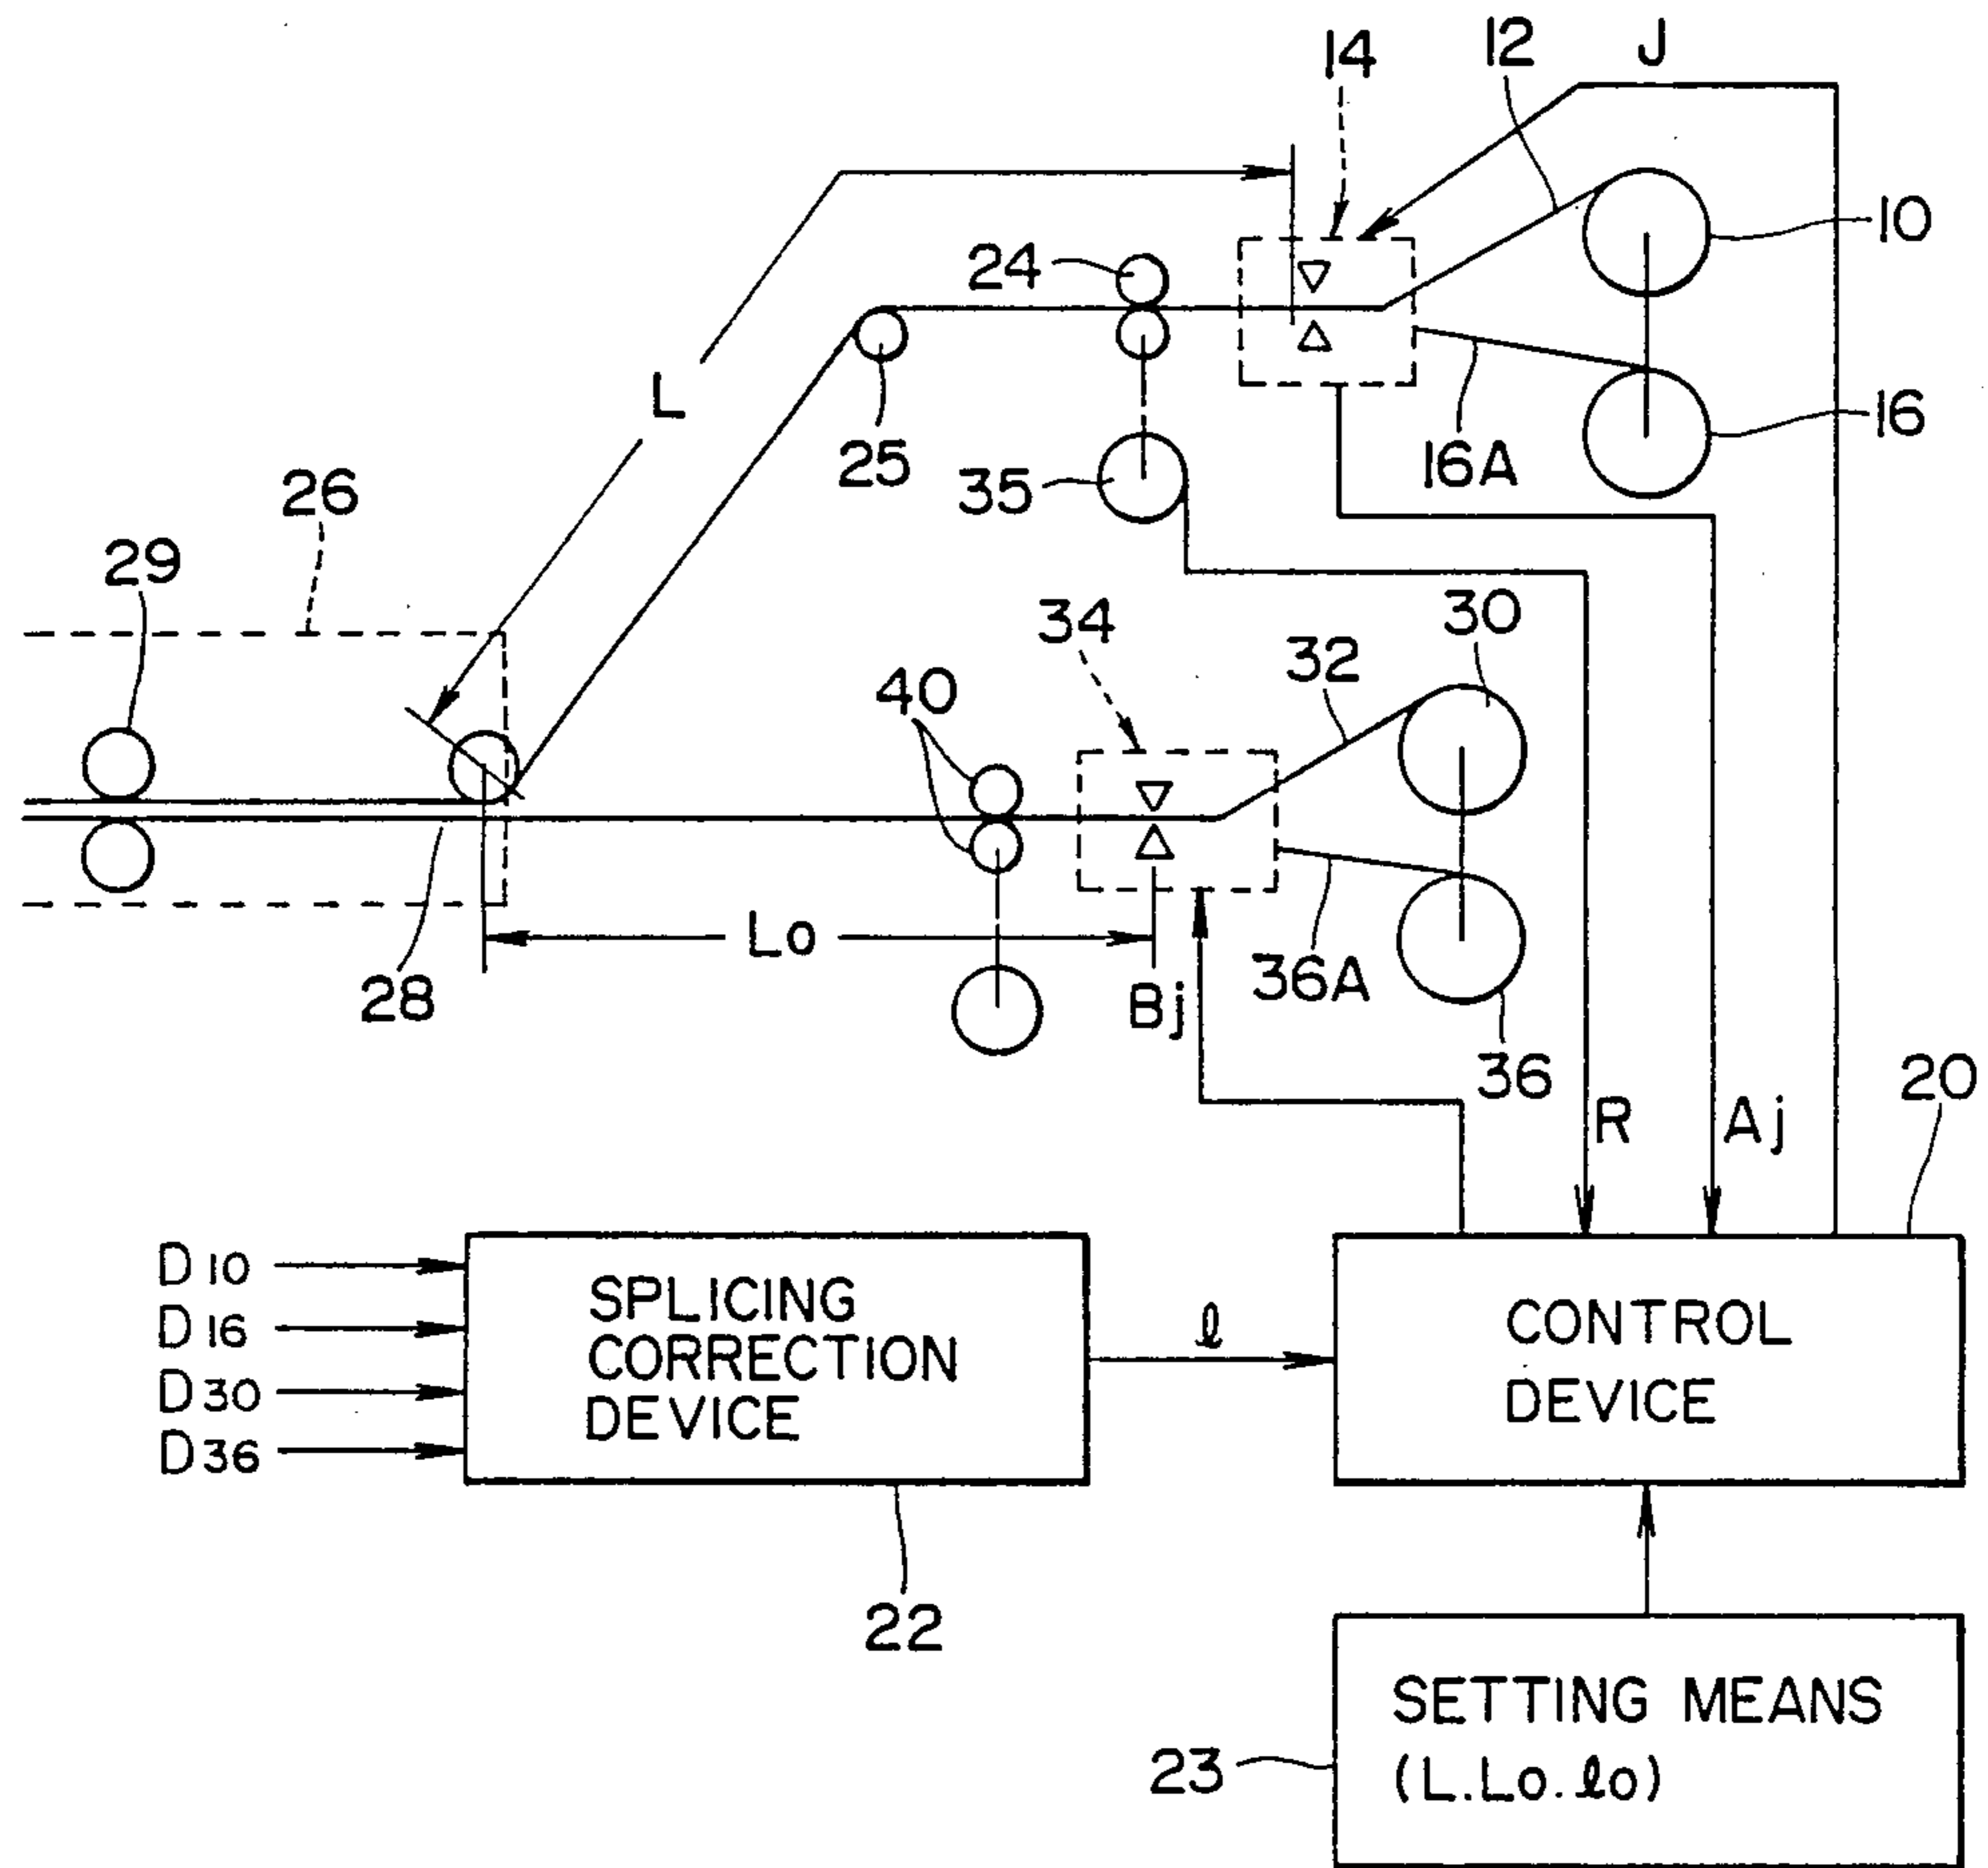 14
12
J
10
24
L
25
16
16A
35
26
29
30
34
32
40
Lo
28
Bj
36A
36
20
R
Aj
D10
D16
D30
D36
SPLICING
CORRECTION
DEVICE
ℓ
CONTROL
DEVICE
22
SETTING MEANS
23
(L.Lo.ℓo)